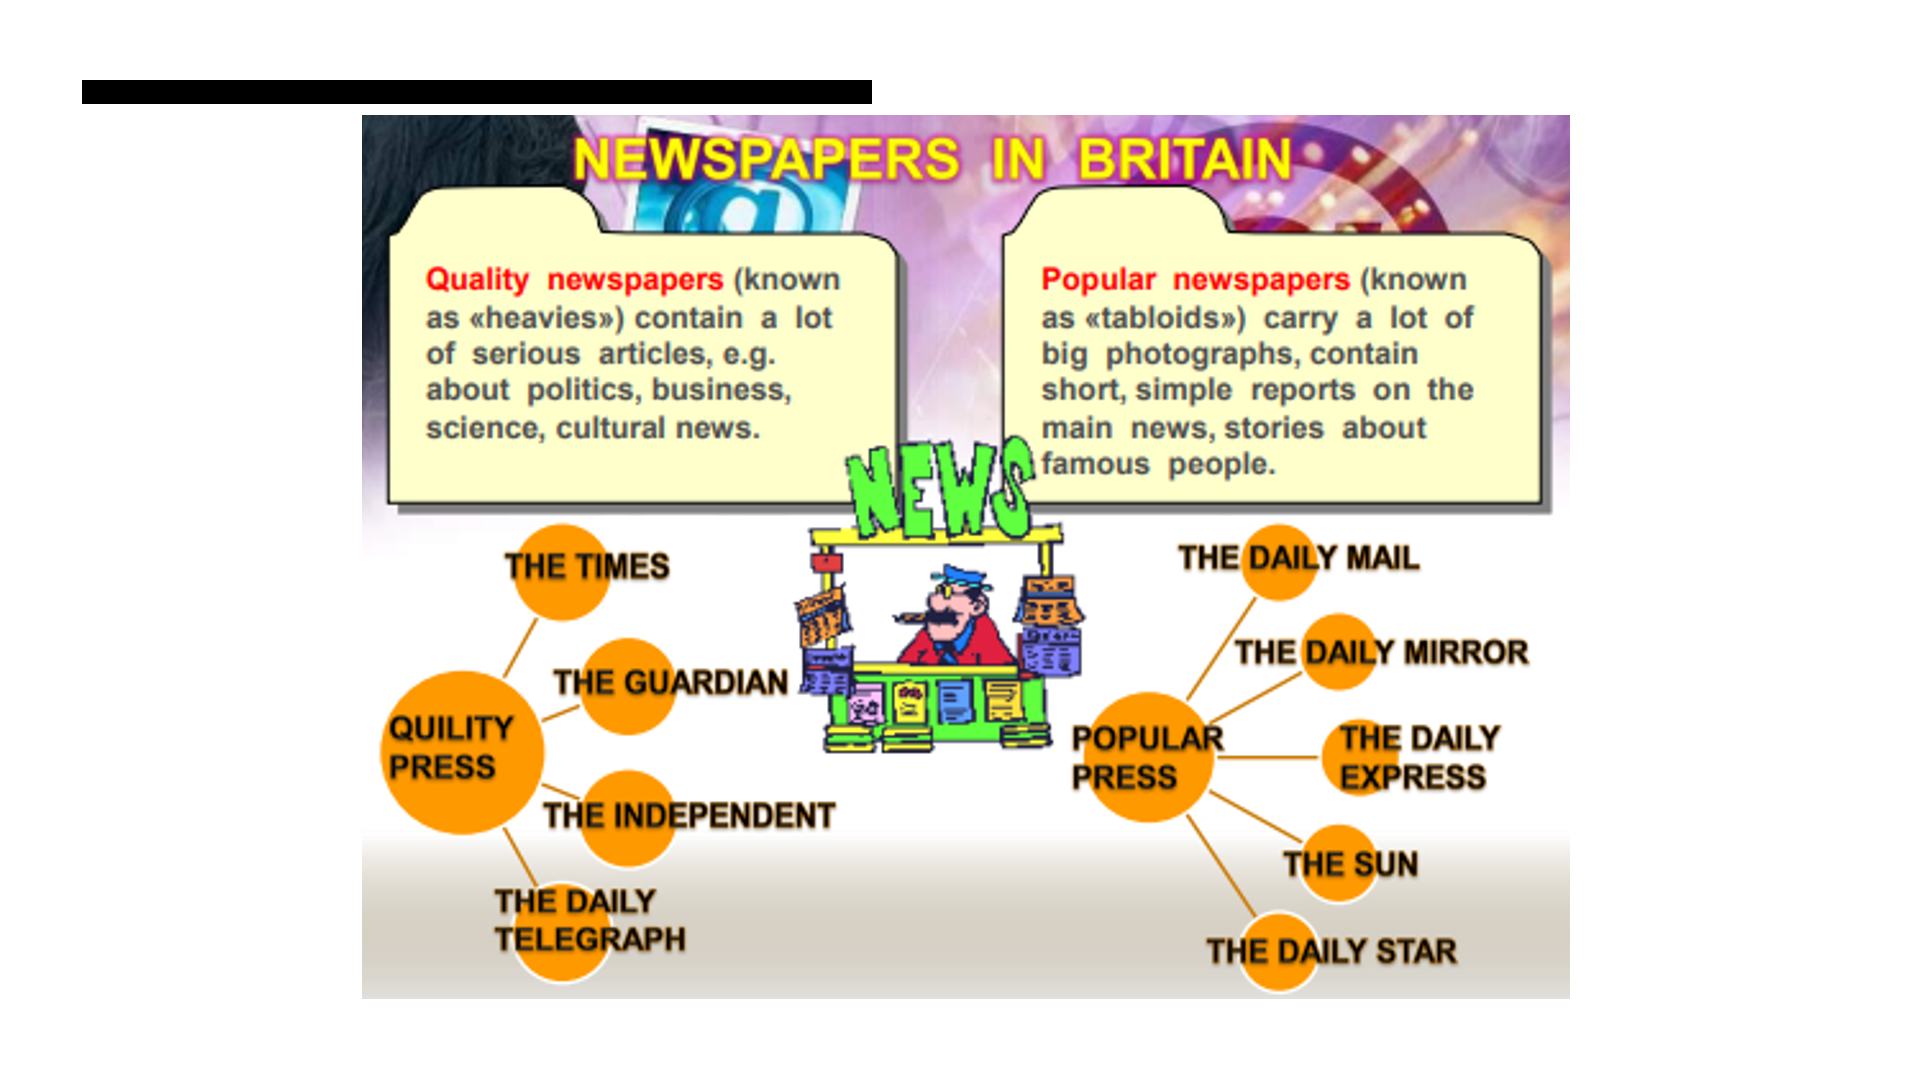 NEWSPAPERS IN BRITAIN
Quality newspapers (known
as «heavies») contain a lot
of serious articles, e.g.
about politics, business,
science, cultural news.
Popular newspapers (known
as «tabloids») carry a lot of
big photographs, contain
short, simple reports on the
main news, stories about
famous people.
NEWS
QUILITY
PRESS
THE TIMES
THE GUARDIAN
THE INDEPENDENT
THE DAILY
TELEGRAPH
POPULAR
PRESS
THE DAILY MAIL
THE DAILY MIRROR
THE DAILY
EXPRESS
THE SUN
THE DAILY STAR